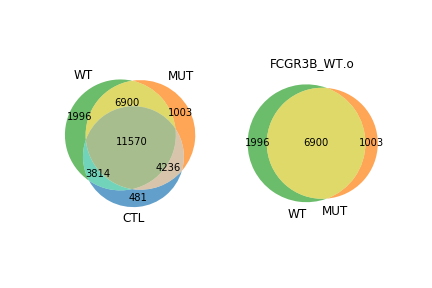 WT
MUT
6900
1996
1003
11570
3814
4236
481
CTL
FCGR3B_WT.o
1996
6900
1003
WT
MUT